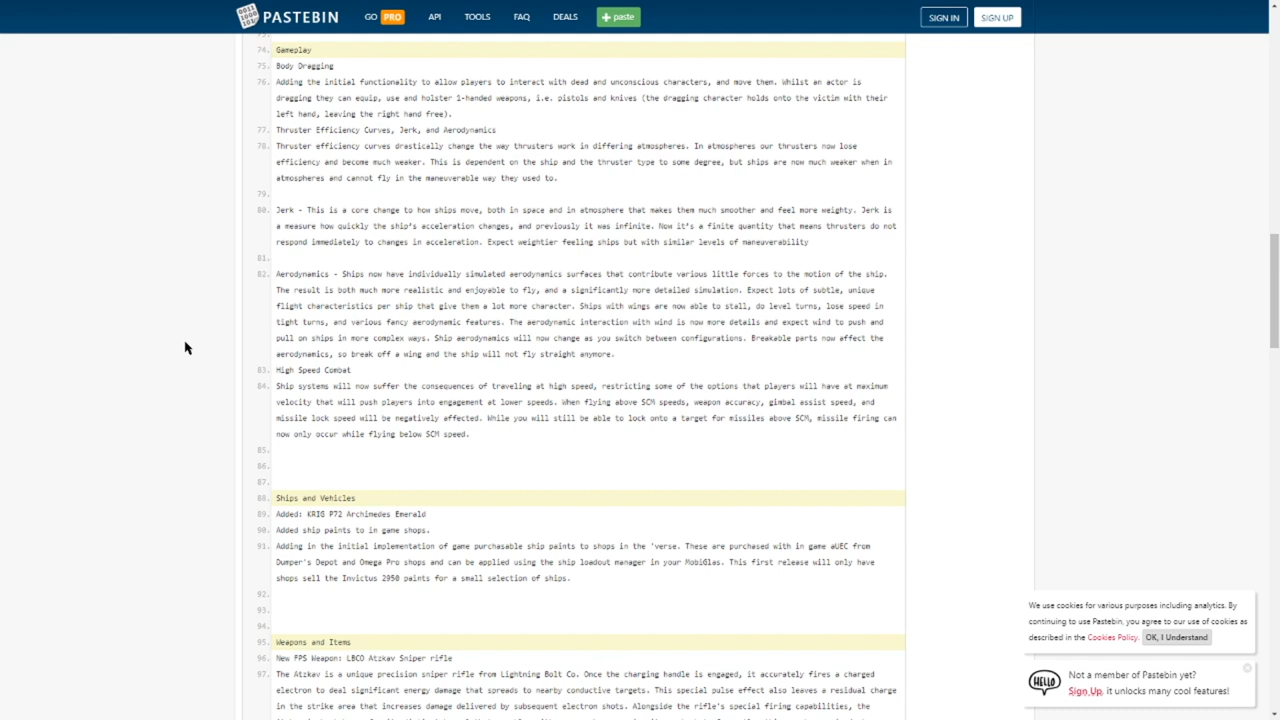 PASTEBIN GO PRO API TOOLS FAQ DEALS + paste SIGN IN SIGN UP
74. Gameplay
75. Body Dragging
76. Adding the initial functionality to allow players to interact with dead and unconscious characters, and move them. Whilst an actor is
dragging they can equip, use and holster 1-handed weapons, i.e. pistols and knives (the dragging character holds onto the victim with their
left hand, leaving the right hand free).
77. Thruster Efficiency Curves, Jerk, and Aerodynamics
78. Thruster efficiency curves drastically change the way thrusters work in differing atmospheres. In atmospheres our thrusters now lose
efficiency and become much weaker. This is dependent on the ship and the thruster type to some degree, but ships are now much weaker when in
atmospheres and cannot fly in the maneuverable way they used to.
79.
80. Jerk - This is a core change to how ships move, both in space and in atmosphere that makes them much smoother and feel more weighty. Jerk is
a measure how quickly the ship's acceleration changes, and previously it was infinite. Now it's a finite quantity that means thrusters do not
respond immediately to changes in acceleration. Expect weightier feeling ships but with similar levels of maneuverability
81.
82. Aerodynamics - Ships now have individually simulated aerodynamics surfaces that contribute various little forces to the motion of the ship.
The result is both much more realistic and enjoyable to fly, and a significantly more detailed simulation. Expect lots of subtle, unique
flight characteristics per ship that give them a lot more character. Ships with wings are now able to stall, do level turns, lose speed in
tight turns, and various fancy aerodynamic features. The aerodynamic interaction with wind is now more details and expect wind to push and
pull on ships in more complex ways. Ship aerodynamics will now change as you switch between configurations. Breakable parts now affect the
aerodynamics, so break off a wing and the ship will not fly straight anymore.
83. High Speed Combat
84. Ship systems will now suffer the consequences of traveling at high speed, restricting some of the options that players will have at maximum
velocity that will push players into engagement at lower speeds. When flying above SCM speeds, weapon accuracy, gimbal assist speed, and
missile lock speed will be negatively affected. While you will still be able to lock onto a target for missiles above SCM, missile firing can
now only occur while flying below SCM speed.
85.
86.
87.
88. Ships and Vehicles
89. Added: KRIG P72 Archimedes Emerald
90. Added ship paints to in game shops.
91. Adding in the initial implementation of game purchasable ship paints to shops in the 'verse. These are purchased with in game aUEC from
Dumper's Depot and Omega Pro shops and can be applied using the ship loadout manager in your MobiGlas. This first release will only have
shops sell the Invictus 2950 paints for a small selection of ships.
92.
93.
94.
95. Weapons and Items
96. New FPS Weapon: LBCO Atzkav Sniper rifle
97. The Atzkav is a unique precision sniper rifle from Lightning Bolt Co. Once the charging handle is engaged, it accurately fires a charged
electron to deal significant energy damage that spreads to nearby conductive targets. This special pulse effect also leaves a residual charge
in the strike area that increases damage delivered by subsequent electron shots. Alongside the rifle's special firing capabilities, the
We use cookies for various purposes including analytics. By
continuing to use Pastebin, you agree to our use of cookies as
described in the Cookies Policy. OK, I Understand
HELLO
Not a member of Pastebin yet?
Sign Up, it unlocks many cool features!